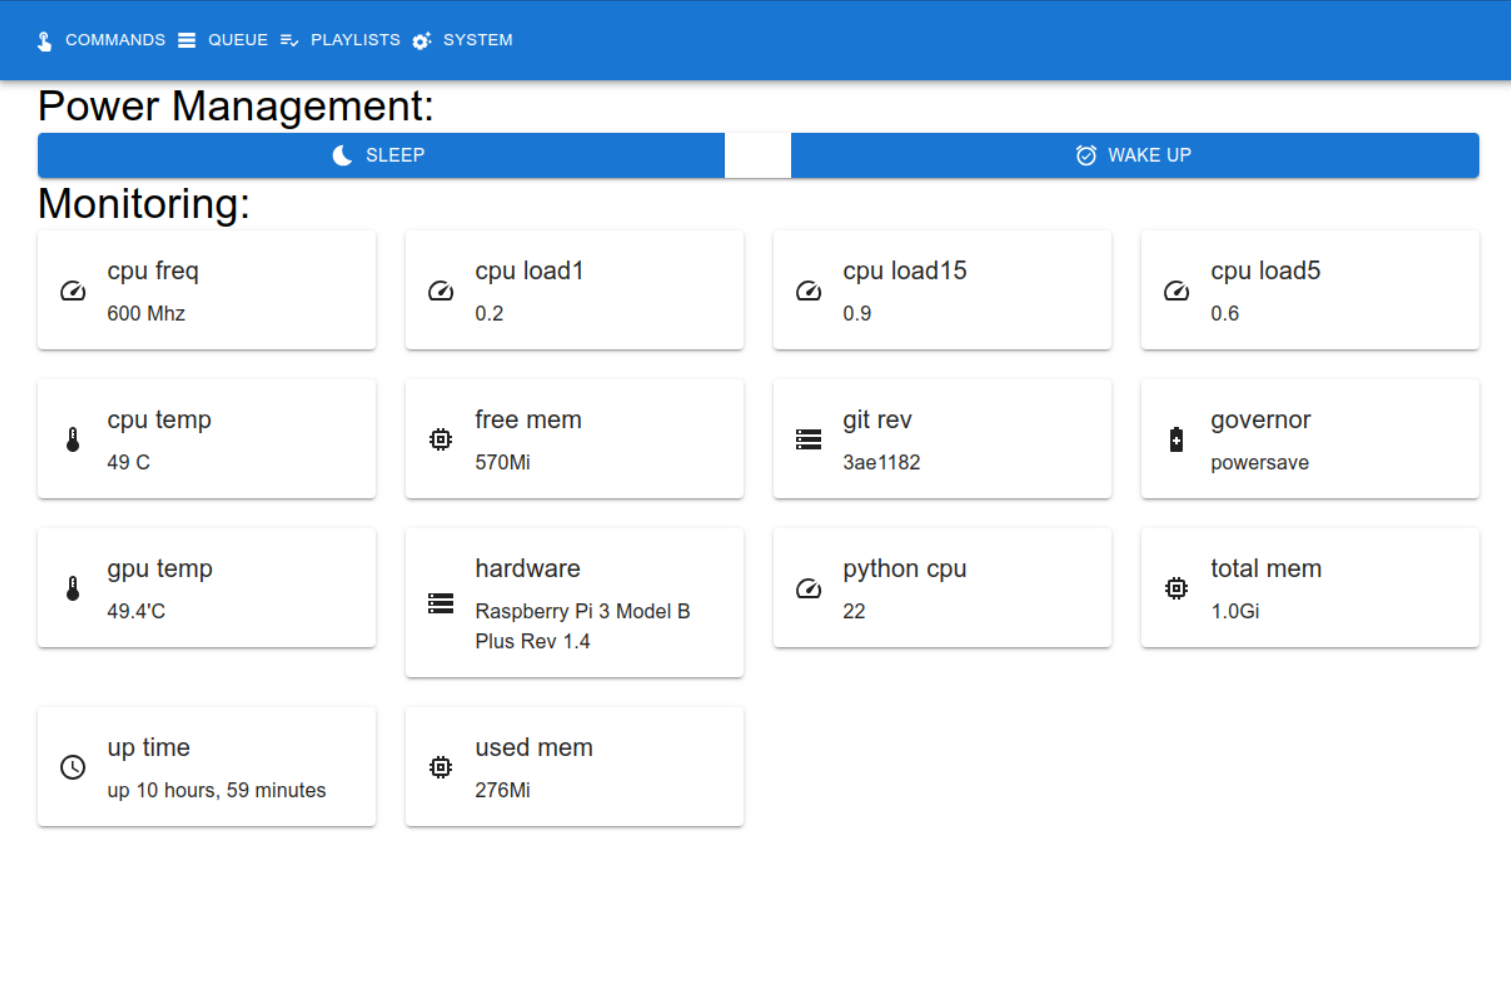 COMMANDS QUEUE PLAYLISTS SYSTEM
Power Management:
SLEEP WAKE UP
Monitoring:
cpu freq
600 Mhz
cpu load1
0.2
cpu load15
0.9
cpu load5
0.6
cpu temp
49 C
free mem
570Mi
git rev
3ae1182
governor
powersave
gpu temp
49.4'C
hardware
Raspberry Pi 3 Model B
Plus Rev 1.4
python cpu
22
total mem
1.0Gi
up time
up 10 hours, 59 minutes
used mem
276Mi